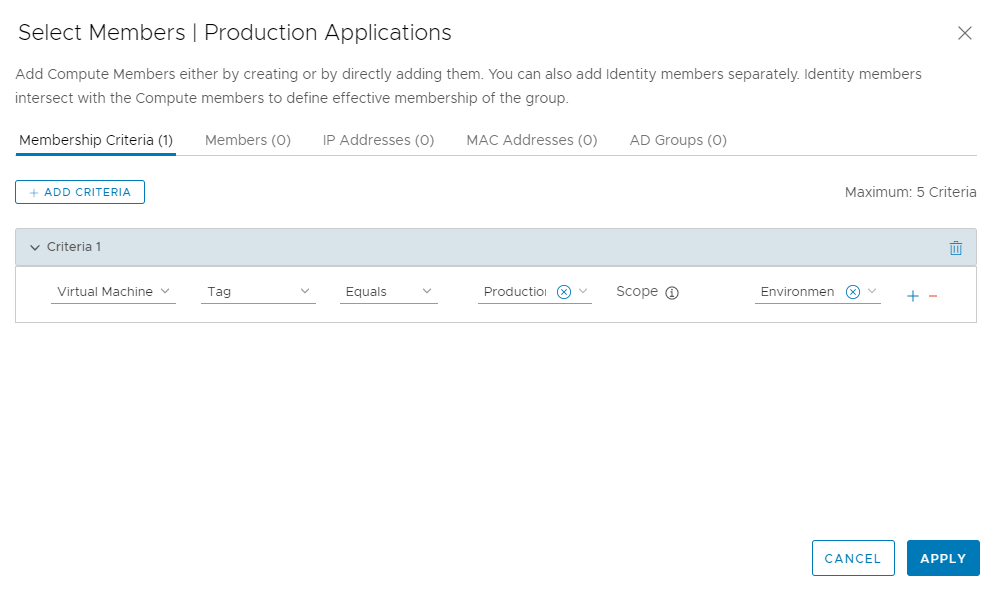 Select Members | Production Applications
Add Compute Members either by creating or by directly adding them. You can also add Identity members separately. Identity members
intersect with the Compute members to define effective membership of the group.
Membership Criteria (1) Members (0) IP Addresses (0) MAC Addresses (0) AD Groups (0)
+ ADD CRITERIA Maximum: 5 Criteria
Criteria 1
Virtual Machine Tag Equals Productio Scope Environmen
CANCEL APPLY